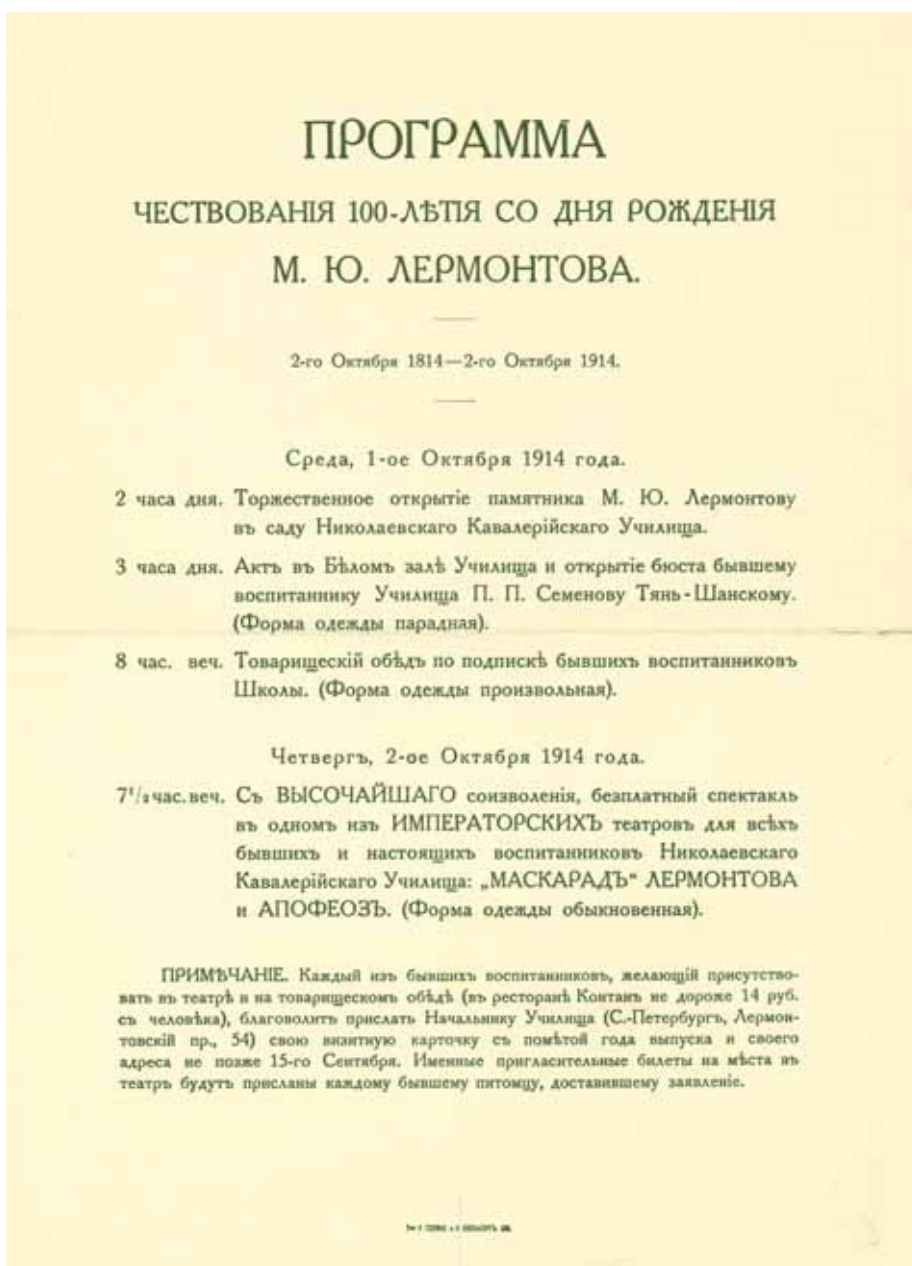 ПРОГРАММА
ЧЕСТВОВАНІЯ 100-ЛѢТІЯ СО ДНЯ РОЖДЕНІЯ
М. Ю. ЛЕРМОНТОВА.
2-го Октября 1814—2-го Октября 1914.
Среда, 1-ое Октября 1914 года.
2 часа дня. Торжественное открытіе памятника М. Ю. Лермонтову
въ саду Николаевскаго Кавалерійскаго Училища.
3 часа дня. Актъ въ Бѣломъ залѣ Училища и открытіе бюста бывшему
воспитаннику Училища П. П. Семенову Тянь-Шанскому.
(Форма одежды парадная).
8 час. веч. Товарищескій обѣдъ по подпискѣ бывшихъ воспитанниковъ
Школы. (Форма одежды произвольная).
Четвергъ, 2-ое Октября 1914 года.
7¹/₂ час. веч. Съ ВЫСОЧАЙШАГО соизволенія, безплатный спектакль
въ одномъ изъ ИМПЕРАТОРСКИХЪ театровъ для всѣхъ
бывшихъ и настоящихъ воспитанниковъ Николаевскаго
Кавалерійскаго Училища: „МАСКАРАДЪ“ ЛЕРМОНТОВА
и АПОФЕОЗЪ. (Форма одежды обыкновенная).
ПРИМѢЧАНІЕ. Каждый изъ бывшихъ воспитанниковъ, желающій присутство-
вать въ театрѣ и на товарищескомъ обѣдѣ (въ ресторанѣ Контанъ не дороже 14 руб.
съ человѣка), благоволитъ прислать Начальнику Училища (С.-Петербургъ, Лермон-
товскій пр., 54) свою визитную карточку съ помѣтой года выпуска и своего
адреса не позже 15-го Сентября. Именные пригласительные билеты на мѣста въ
театръ будутъ присланы каждому бывшему питомцу, доставившему заявленіе.